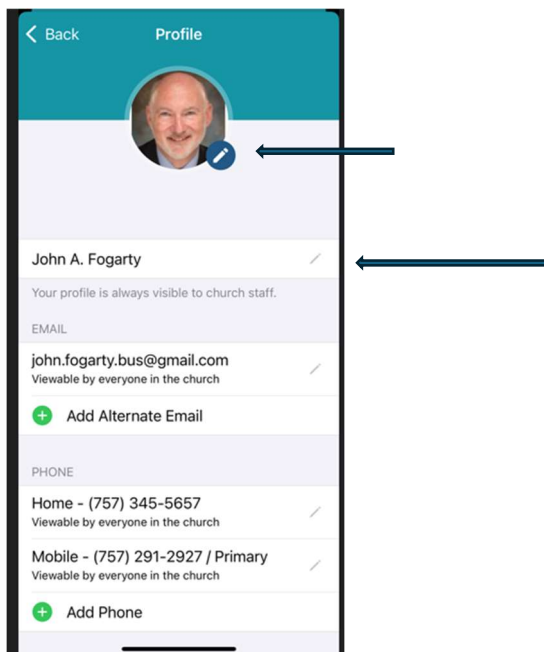 Back Profile
John A. Fogarty
Your profile is always visible to church staff.
EMAIL
john.fogarty.bus@gmail.com
Viewable by everyone in the church
Add Alternate Email
PHONE
Home - (757) 345-5657
Viewable by everyone in the church
Mobile - (757) 291-2927 / Primary
Viewable by everyone in the church
Add Phone